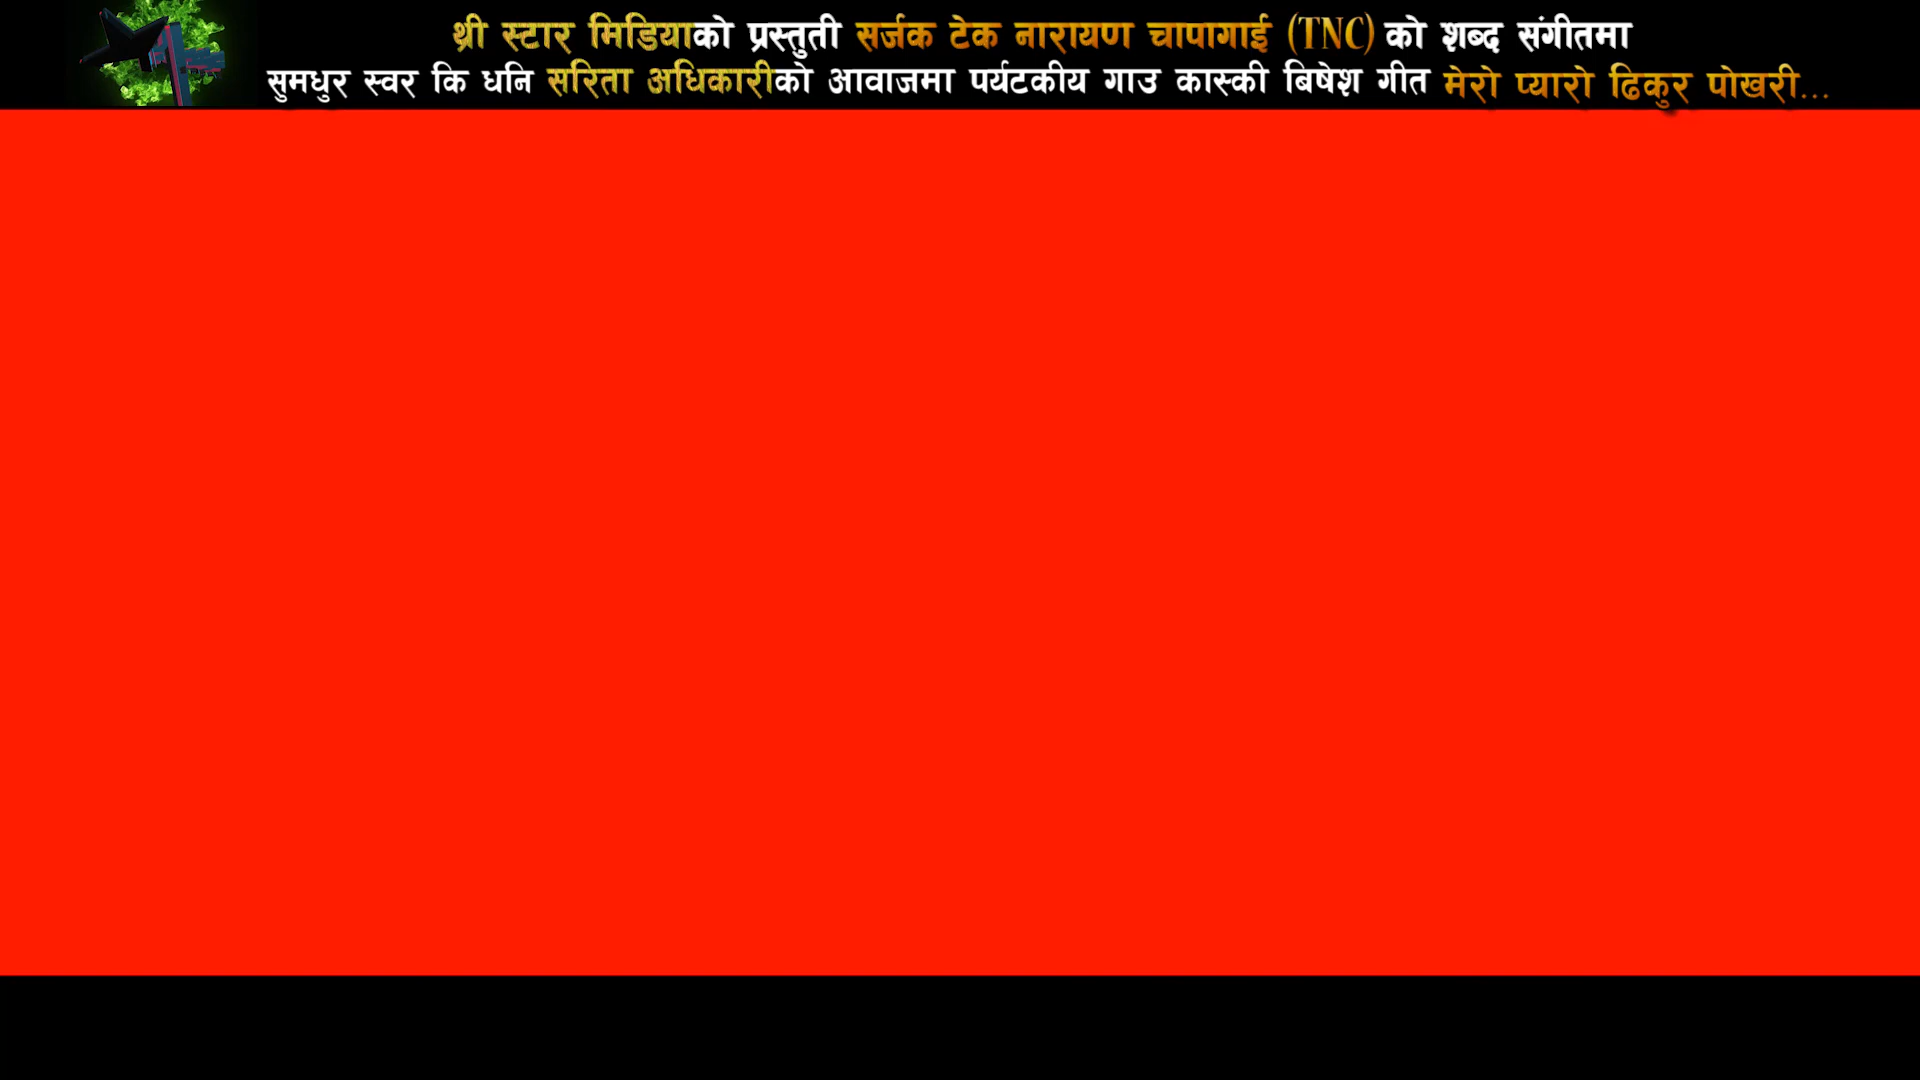 थ्री स्टार मिडियाको प्रस्तुती सर्जक टेक नारायण चापागाई (TNC) को शब्द संगीतमा
सुमधुर स्वर कि धनि सरिता अधिकारीको आवाजमा पर्यटकीय गाउ कास्की बिषेश गीत मेरो प्यारो ढिकुर पोखरी...